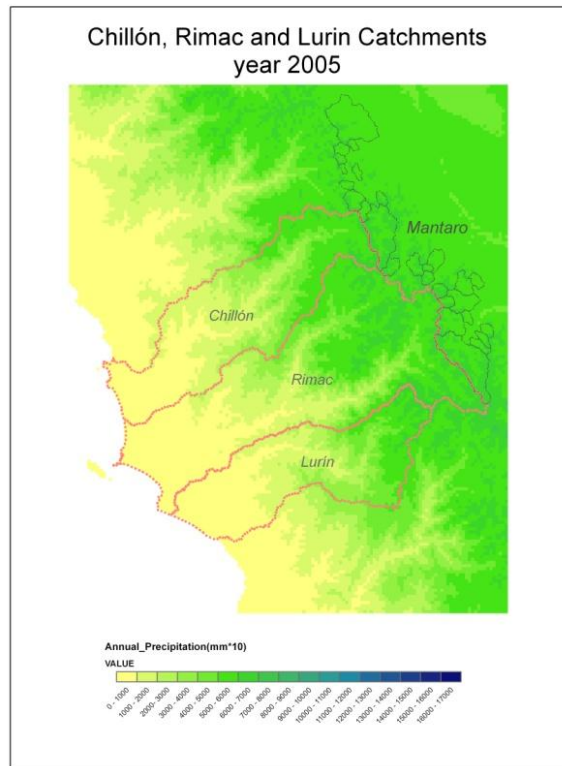 Chillón, Rimac and Lurin Catchments
year 2005
Mantaro
Chillón
Rimac
Lurín
Annual_Precipitation(mm*10)
VALUE
0 - 1000
1000 - 2000
2000- 3000
3000 - 4000
4000 - 5000
5000 - 6000
6000 - 7000
7000 - 8000
8000 - 9000
9000 - 10000
10000 - 11000
11000 - 12000
12000 - 13000
13000 - 14000
14000 - 15000
15000 - 16000
16000 - 17000